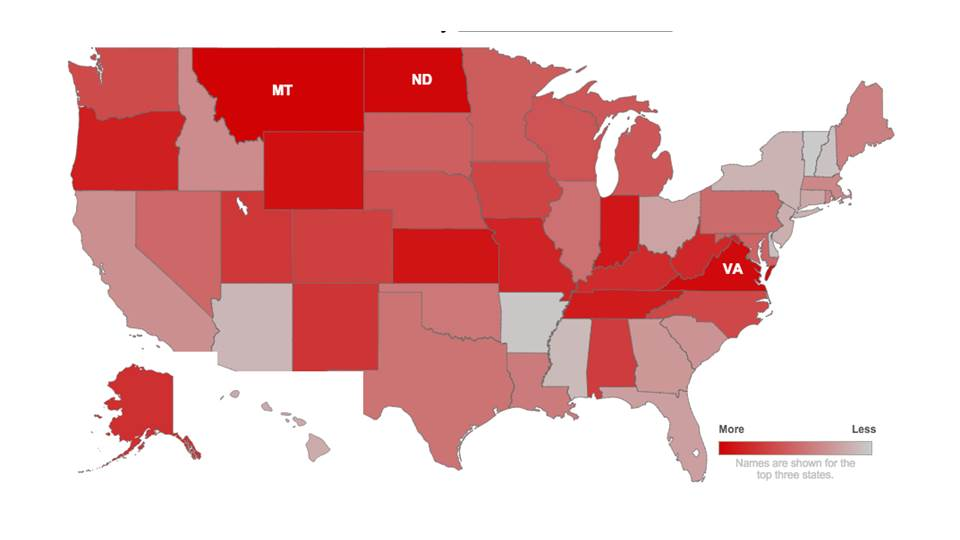 MT
ND
VA
More Less
Names are shown for the
top three states.